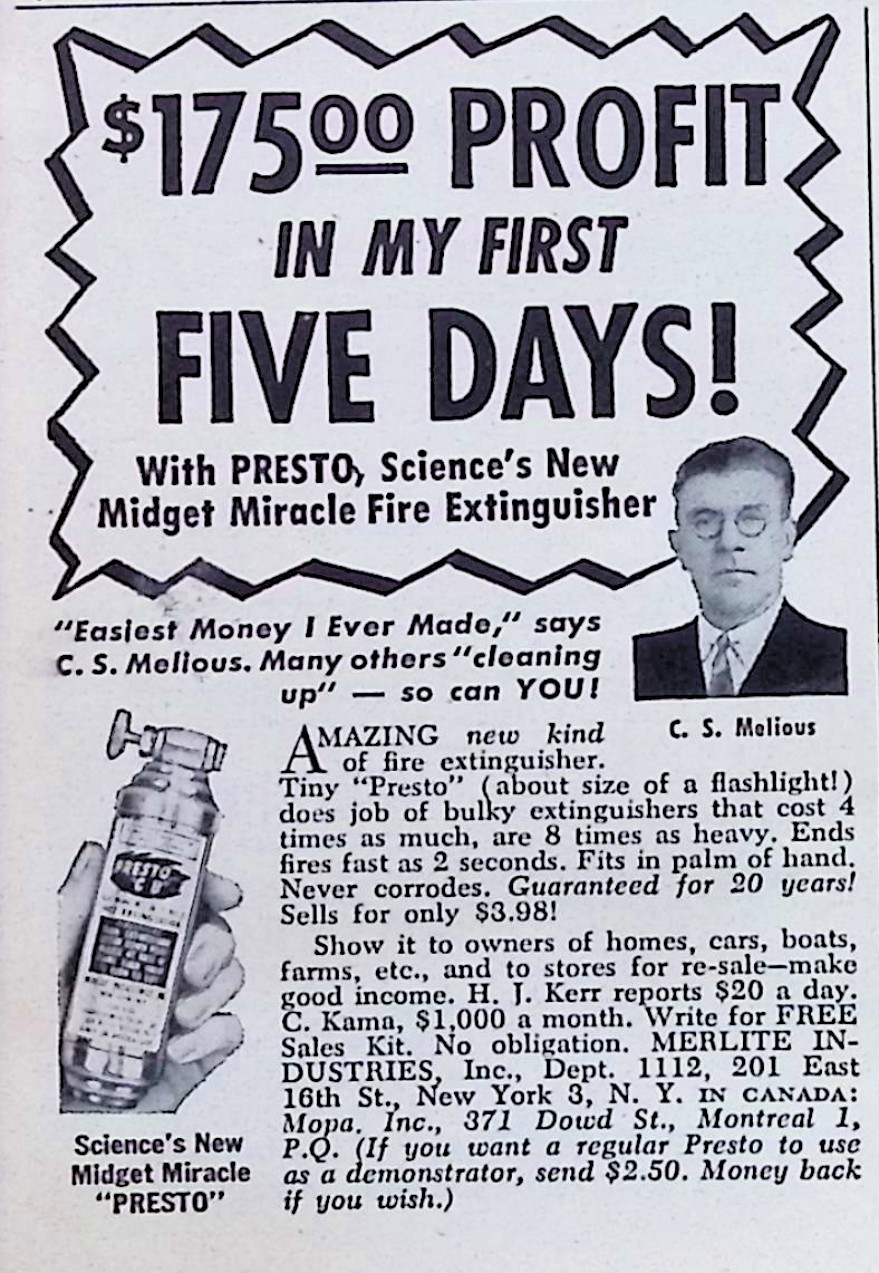 $175⁰⁰ PROFIT
IN MY FIRST
FIVE DAYS!
With PRESTO, Science's New
Midget Miracle Fire Extinguisher
"Easiest Money I Ever Made," says
C. S. Melious. Many others "cleaning
up" — so can YOU!
C. S. Melious
AMAZING new kind
of fire extinguisher.
Tiny "Presto" (about size of a flashlight!)
does job of bulky extinguishers that cost 4
times as much, are 8 times as heavy. Ends
fires fast as 2 seconds. Fits in palm of hand.
Never corrodes. Guaranteed for 20 years!
Sells for only $3.98!
Show it to owners of homes, cars, boats,
farms, etc., and to stores for re-sale—make
good income. H. J. Kerr reports $20 a day.
C. Kama, $1,000 a month. Write for FREE
Sales Kit. No obligation. MERLITE IN-
DUSTRIES, Inc., Dept. 1112, 201 East
16th St., New York 3, N. Y. IN CANADA:
Mopa, Inc., 371 Dowd St., Montreal 1,
P.Q. (If you want a regular Presto to use
as a demonstrator, send $2.50. Money back
if you wish.)
PRESTO
Science's New
Midget Miracle
"PRESTO"